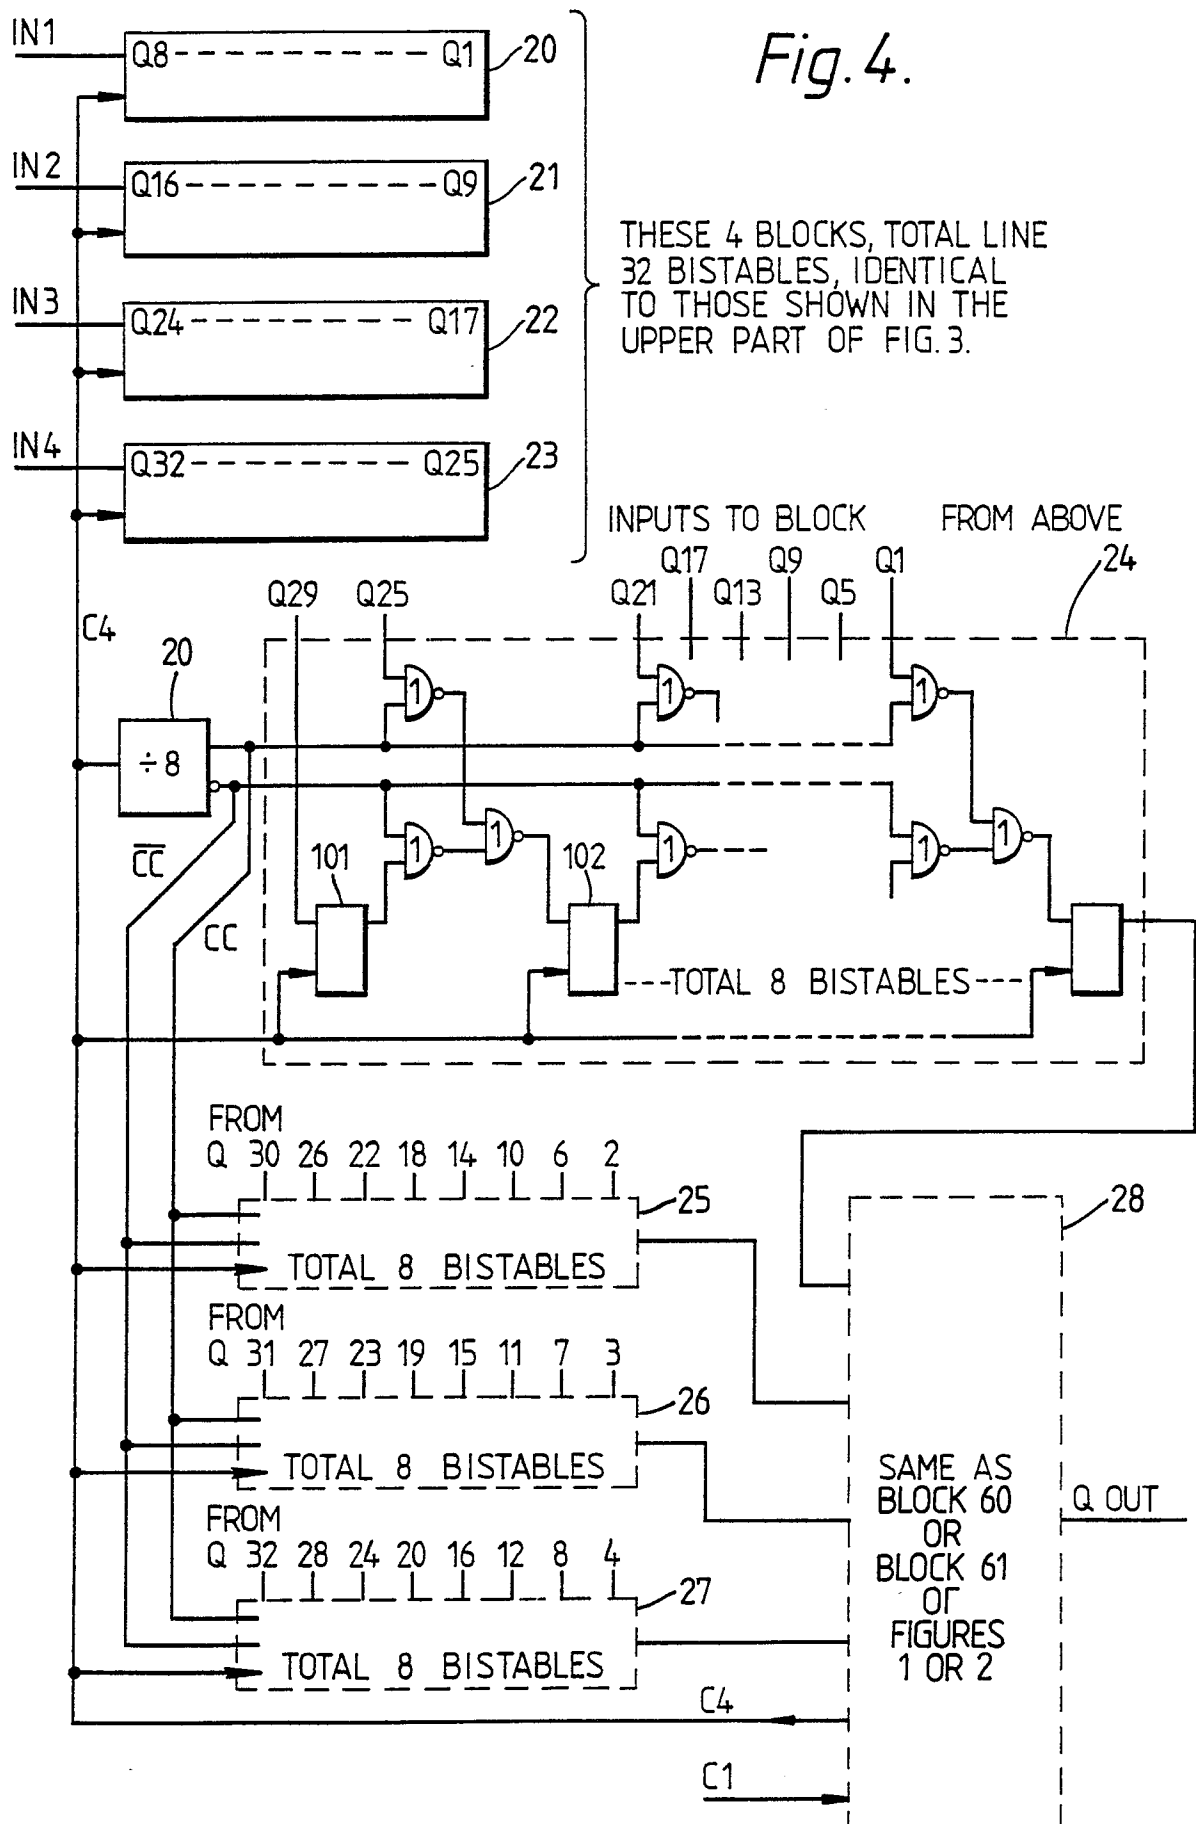 Fig. 4.
IN1
Q8 Q1
20
IN2
Q16 Q9
21
IN3
Q24 Q17
22
IN4
Q32 Q25
23
THESE 4 BLOCKS, TOTAL LINE
32 BISTABLES, IDENTICAL
TO THOSE SHOWN IN THE
UPPER PART OF FIG. 3.
INPUTS TO BLOCK FROM ABOVE
Q29 Q25 Q21 Q17 Q13 Q9 Q5 Q1
24
C4
20
÷ 8
1 1 1
1 1 1 1 1
C̅C̅
CC
101
102
---TOTAL 8 BISTABLES---
FROM
Q 30 26 22 18 14 10 6 2
25
TOTAL 8 BISTABLES
FROM
Q 31 27 23 19 15 11 7 3
26
TOTAL 8 BISTABLES
FROM
Q 32 28 24 20 16 12 8 4
27
TOTAL 8 BISTABLES
28
SAME AS
BLOCK 60
OR
BLOCK 61
Or
FIGURES
1 OR 2
Q OUT
C4
C1